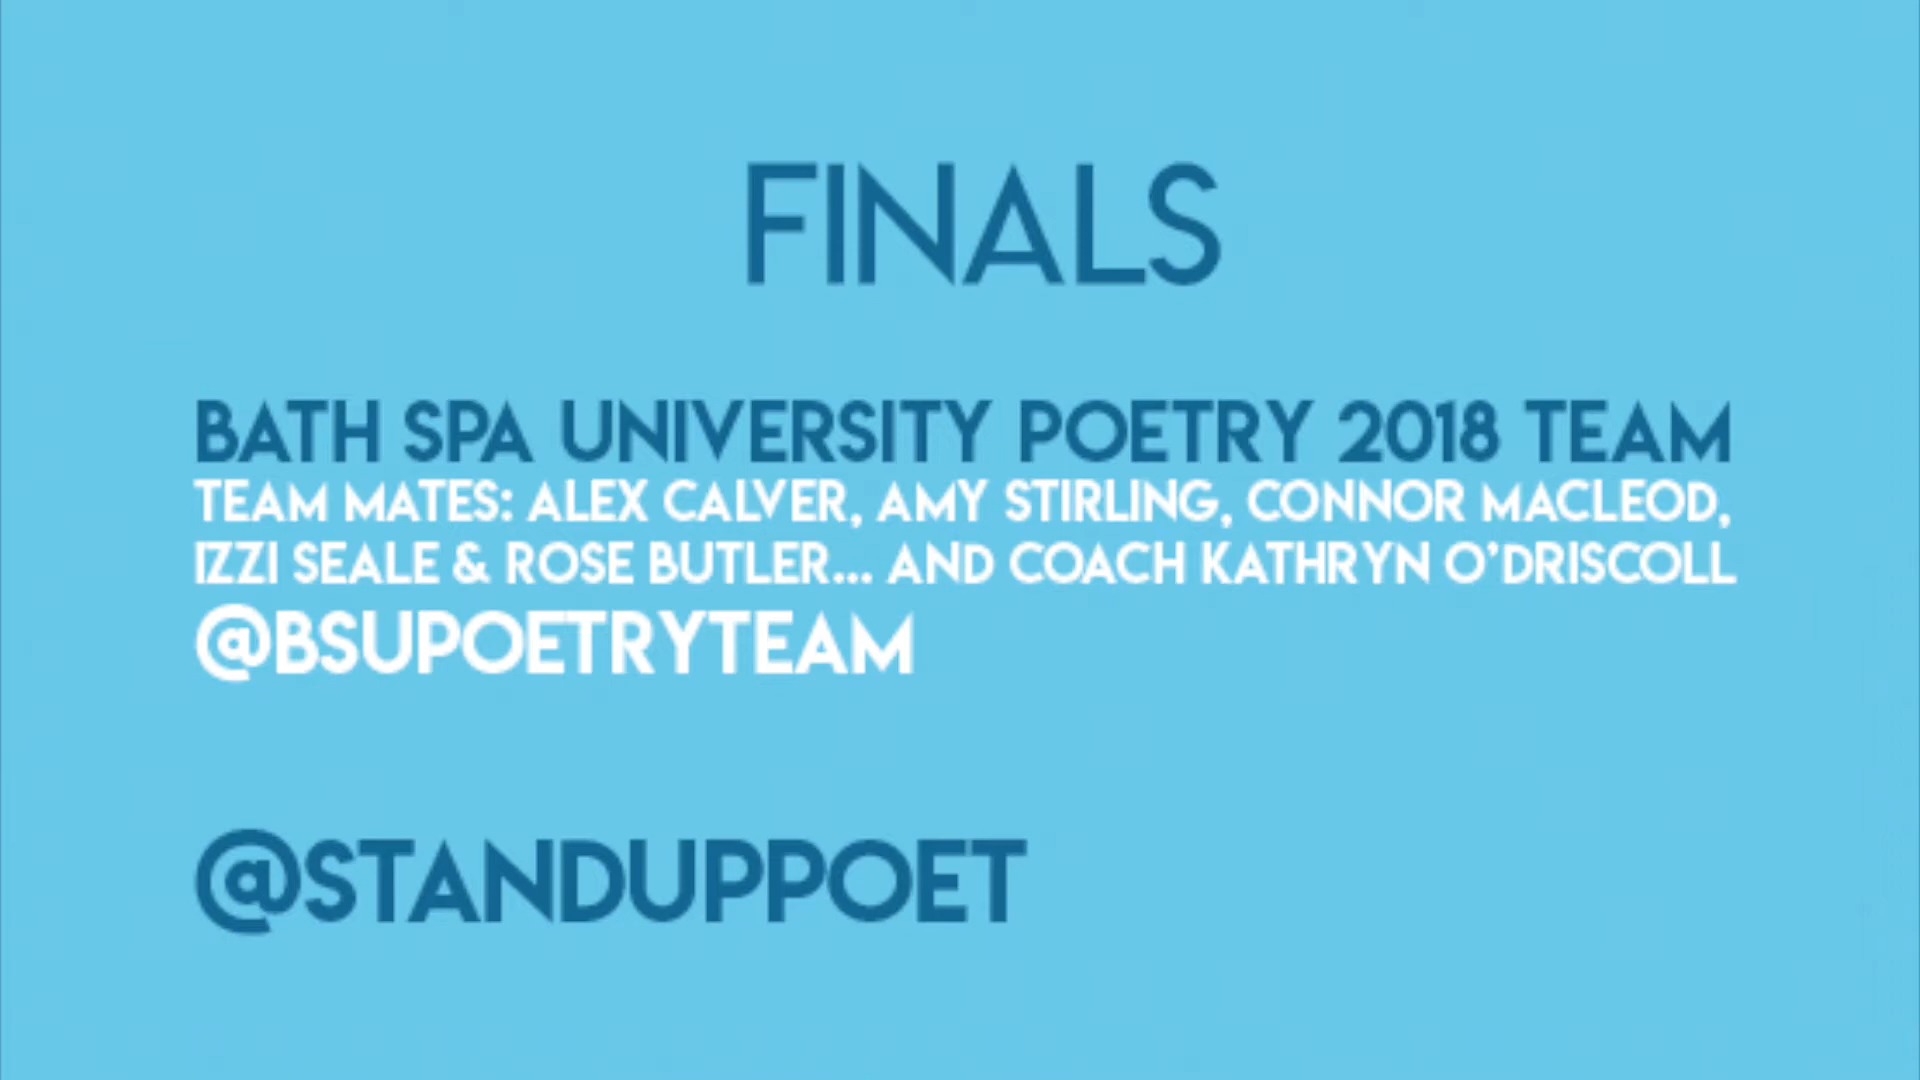 FINALS
BATH SPA UNIVERSITY POETRY 2018 TEAM
TEAM MATES: ALEX CALVER, AMY STIRLING, CONNOR MACLEOD,
IZZI SEALE & ROSE BUTLER... AND COACH KATHRYN O'DRISCOLL
@BSUPOETRYTEAM
@STANDUPPOET